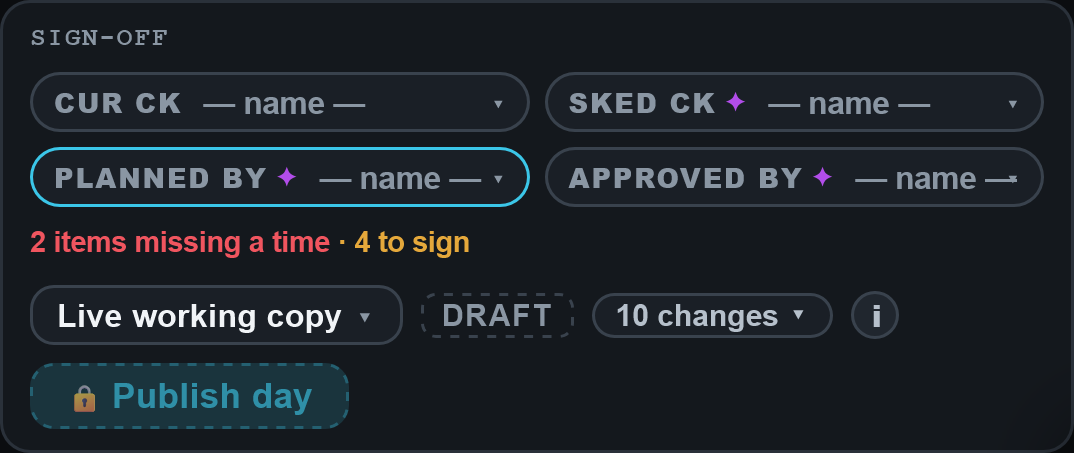 SIGN-OFF
CUR CK — name — ▾ SKED CK ✦ — name — ▾
PLANNED BY ✦ — name — ▾ APPROVED BY ✦ — name — ▾
2 items missing a time · 4 to sign
Live working copy ▾ DRAFT 10 changes ▾ i
🔒 Publish day